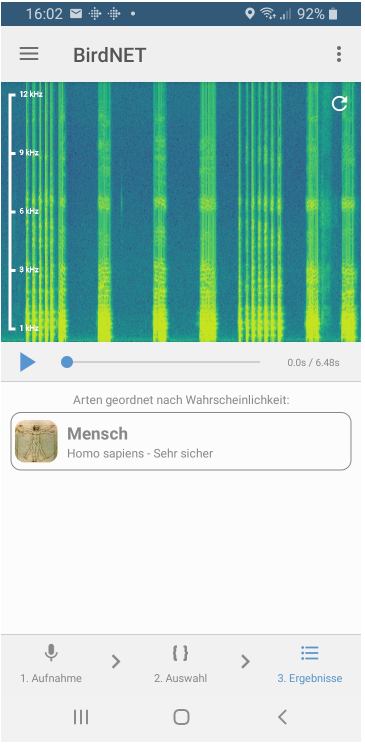 16:02 92%
BirdNET
12 kHz
9 kHz
6 kHz
3 kHz
1 kHz
0.0s / 6.48s
Arten geordnet nach Wahrscheinlichkeit:
Mensch
Homo sapiens - Sehr sicher
1. Aufnahme 2. Auswahl 3. Ergebnisse